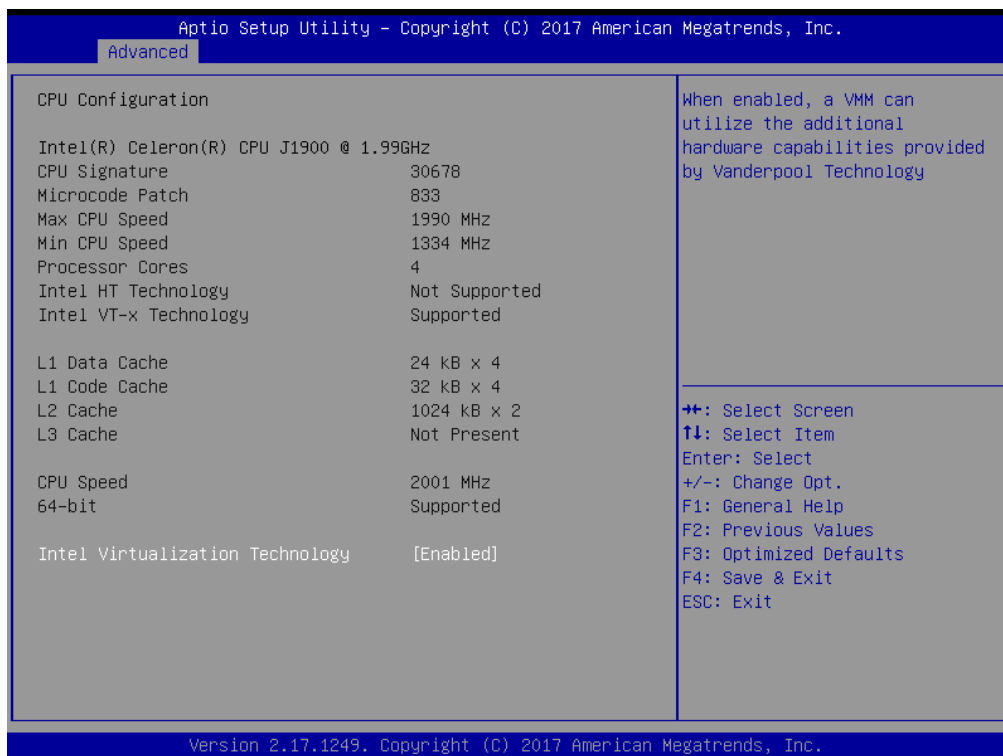 Aptio Setup Utility – Copyright (C) 2017 American Megatrends, Inc.
Advanced
CPU Configuration
Intel(R) Celeron(R) CPU J1900 @ 1.99GHz
CPU Signature 30678
Microcode Patch 833
Max CPU Speed 1990 MHz
Min CPU Speed 1334 MHz
Processor Cores 4
Intel HT Technology Not Supported
Intel VT-x Technology Supported
L1 Data Cache 24 kB x 4
L1 Code Cache 32 kB x 4
L2 Cache 1024 kB x 2
L3 Cache Not Present
CPU Speed 2001 MHz
64-bit Supported
Intel Virtualization Technology [Enabled]
When enabled, a VMM can
utilize the additional
hardware capabilities provided
by Vanderpool Technology
→←: Select Screen
↑↓: Select Item
Enter: Select
+/-: Change Opt.
F1: General Help
F2: Previous Values
F3: Optimized Defaults
F4: Save & Exit
ESC: Exit
Version 2.17.1249. Copyright (C) 2017 American Megatrends, Inc.